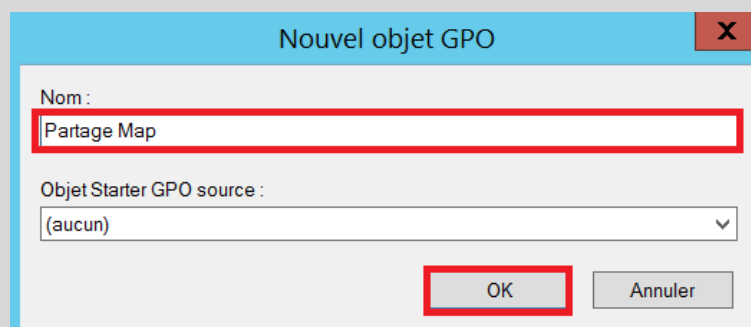 Nouvel objet GPO
X
Nom :
Partage Map
Objet Starter GPO source :
(aucun)
OK
Annuler